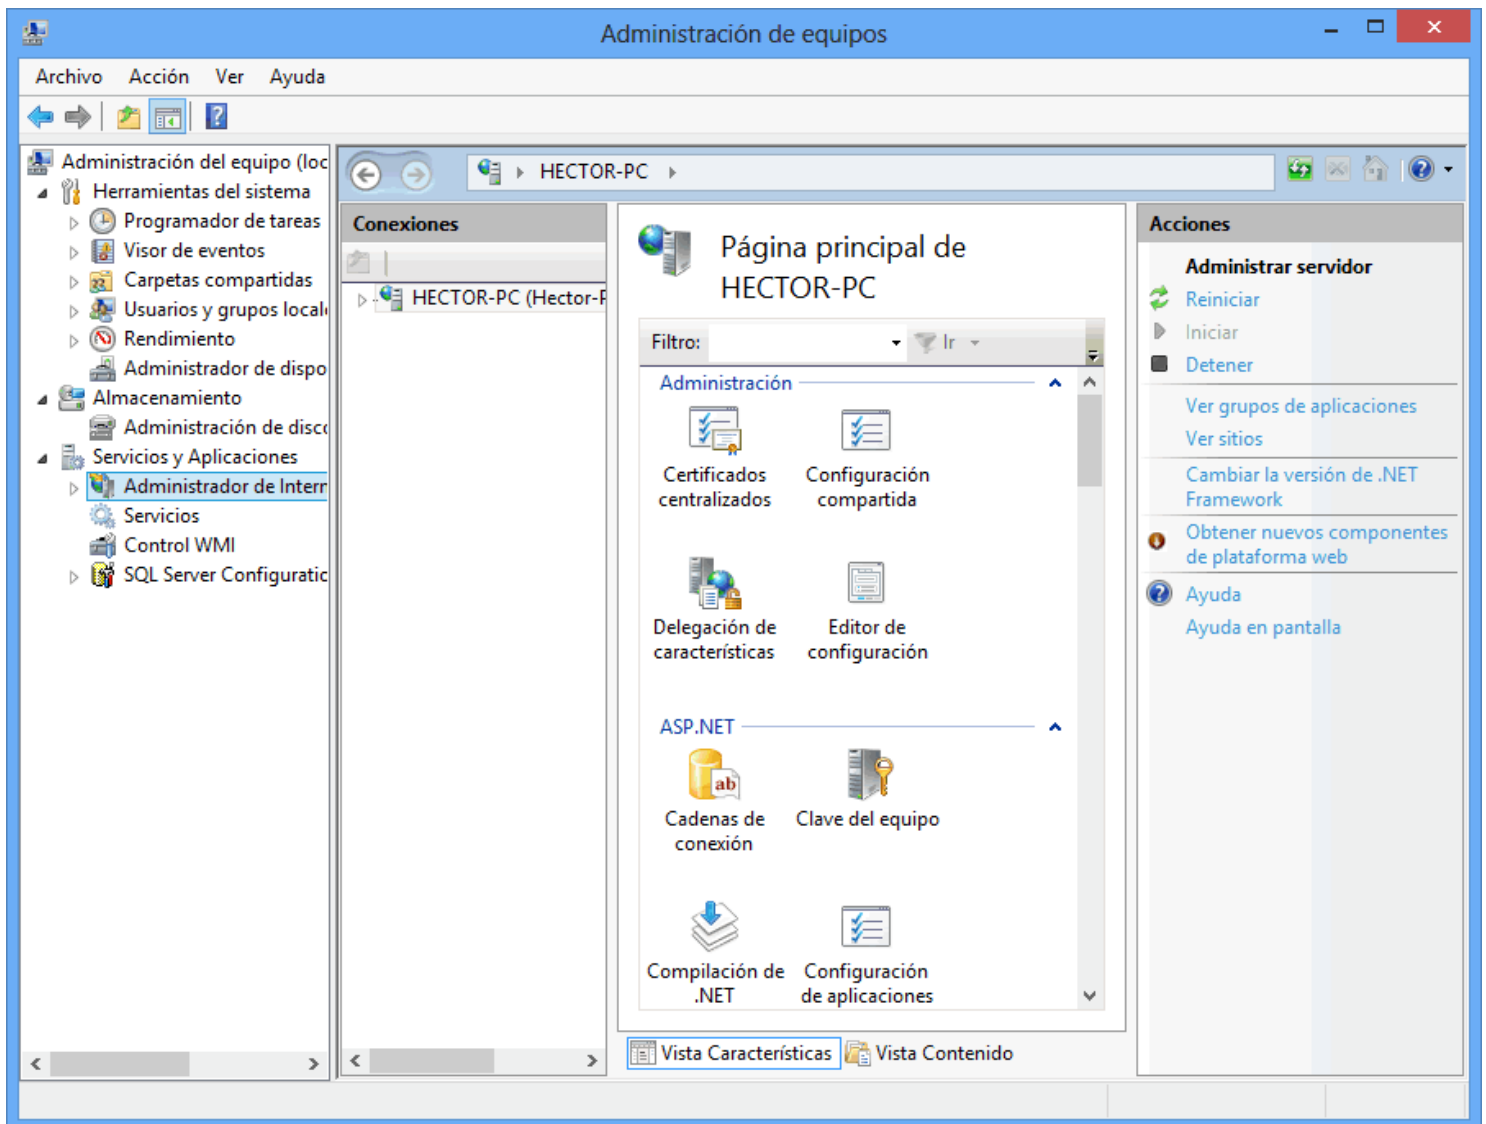 Administración de equipos
Archivo Acción Ver Ayuda
Administración del equipo (loc
Herramientas del sistema
Programador de tareas
Visor de eventos
Carpetas compartidas
Usuarios y grupos local
Rendimiento
Administrador de dispo
Almacenamiento
Administración de disc
Servicios y Aplicaciones
Administrador de Intern
Servicios
Control WMI
SQL Server Configuratic
HECTOR-PC
Conexiones
HECTOR-PC (Hector-P
Página principal de
HECTOR-PC
Filtro: Ir
Administración
Certificados
centralizados
Configuración
compartida
Delegación de
características
Editor de
configuración
ASP.NET
ab
Cadenas de
conexión
Clave del equipo
Compilación de
.NET
Configuración
de aplicaciones
Vista Características Vista Contenido
Acciones
Administrar servidor
Reiniciar
Iniciar
Detener
Ver grupos de aplicaciones
Ver sitios
Cambiar la versión de .NET
Framework
Obtener nuevos componentes
de plataforma web
Ayuda
Ayuda en pantalla